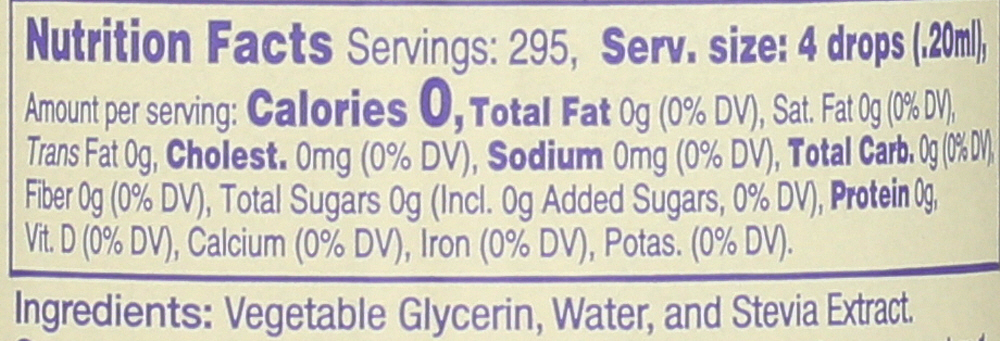 Nutrition Facts Servings: 295, Serv. size: 4 drops (.20ml),
Amount per serving: Calories 0, Total Fat 0g (0% DV), Sat. Fat 0g (0% DV),
Trans Fat 0g, Cholest. 0mg (0% DV), Sodium 0mg (0% DV), Total Carb. 0g (0% DV),
Fiber 0g (0% DV), Total Sugars 0g (Incl. 0g Added Sugars, 0% DV), Protein 0g,
Vit. D (0% DV), Calcium (0% DV), Iron (0% DV), Potas. (0% DV).
Ingredients: Vegetable Glycerin, Water, and Stevia Extract.